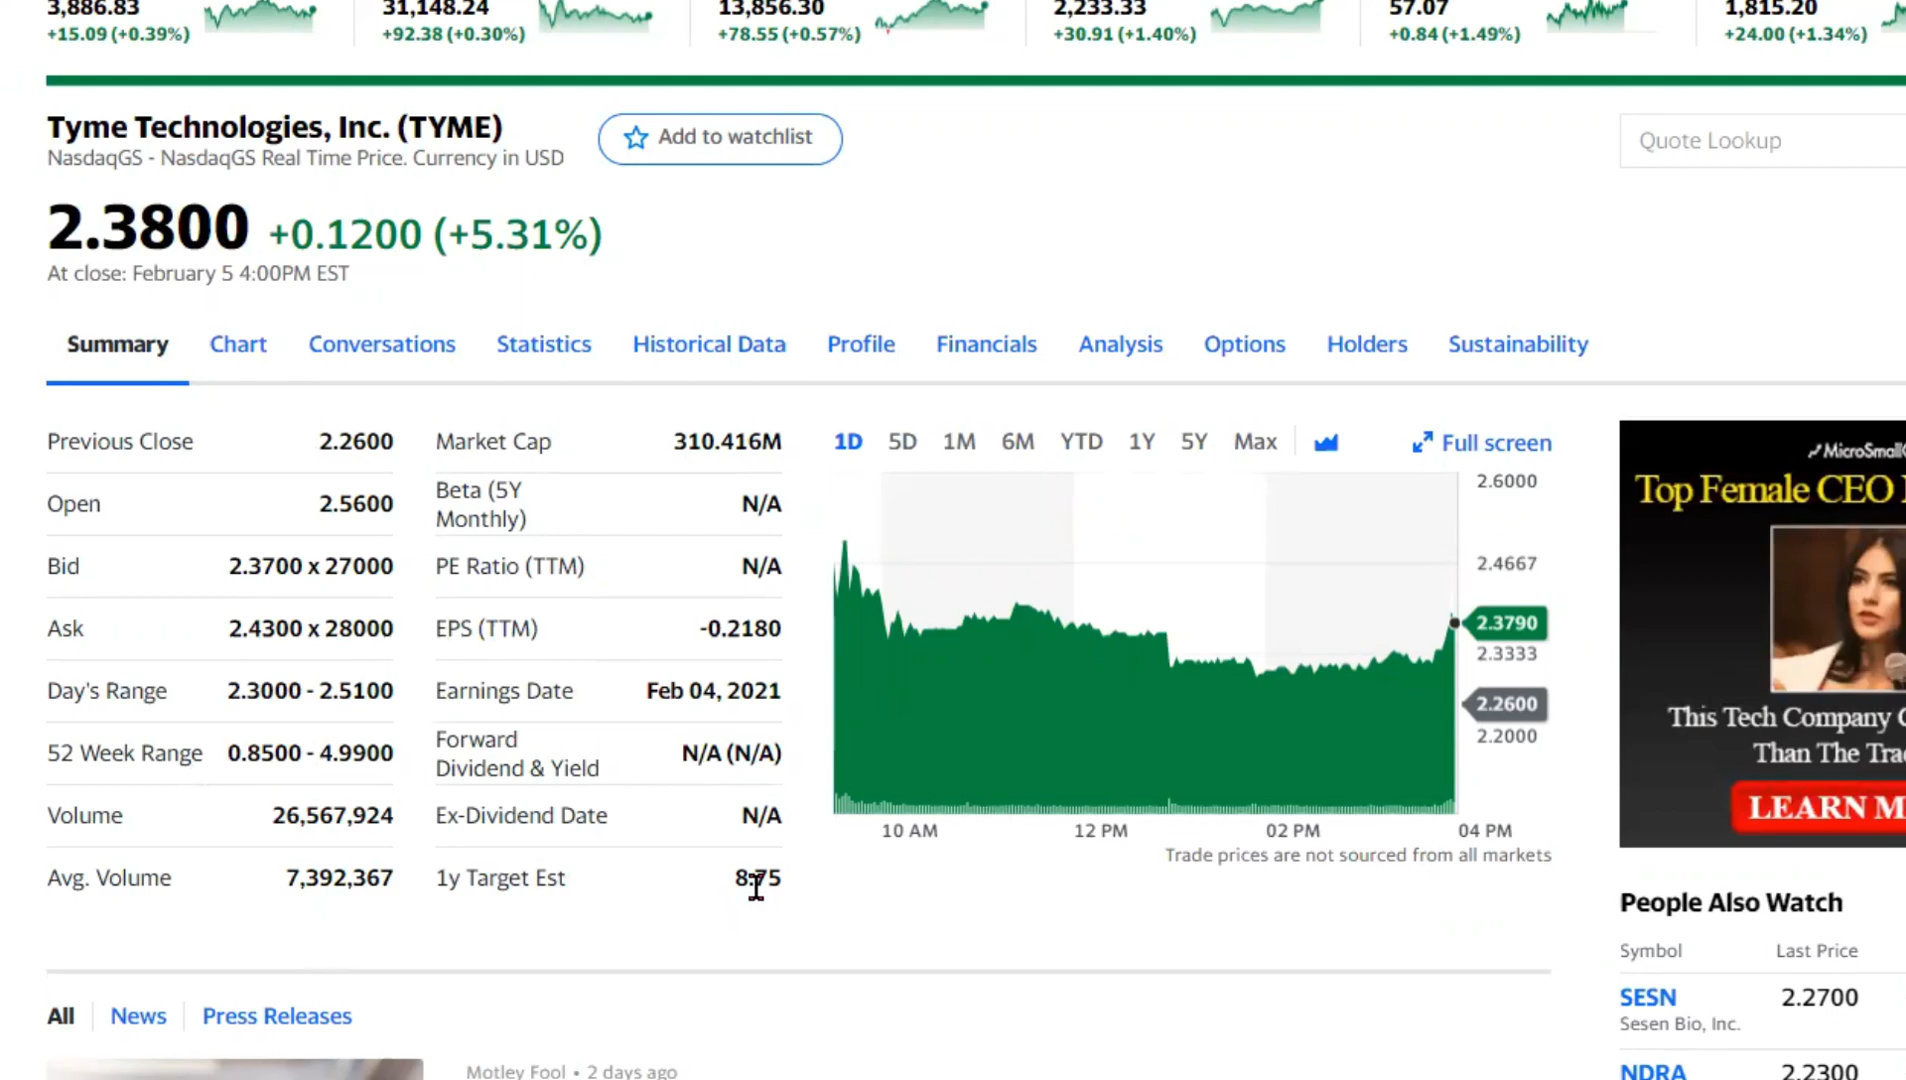 3,886.83
+15.09 (+0.39%)
31,148.24
+92.38 (+0.30%)
13,856.30
+78.55 (+0.57%)
2,233.33
+30.91 (+1.40%)
57.07
+0.84 (+1.49%)
1,815.20
+24.00 (+1.34%)
Tyme Technologies, Inc. (TYME)
NasdaqGS - NasdaqGS Real Time Price. Currency in USD
Add to watchlist
Quote Lookup
2.3800 +0.1200 (+5.31%)
At close: February 5 4:00PM EST
Summary Chart Conversations Statistics Historical Data Profile Financials Analysis Options Holders Sustainability
Previous Close 2.2600
Open 2.5600
Bid 2.3700 x 27000
Ask 2.4300 x 28000
Day's Range 2.3000 - 2.5100
52 Week Range 0.8500 - 4.9900
Volume 26,567,924
Avg. Volume 7,392,367
Market Cap 310.416M
Beta (5Y
Monthly) N/A
PE Ratio (TTM) N/A
EPS (TTM) -0.2180
Earnings Date Feb 04, 2021
Forward
Dividend & Yield N/A (N/A)
Ex-Dividend Date N/A
1y Target Est 8.75
1D 5D 1M 6M YTD 1Y 5Y Max Full screen
2.6000
2.4667
2.3790
2.3333
2.2600
2.2000
10 AM 12 PM 02 PM 04 PM
Trade prices are not sourced from all markets
MicroSmall
Top Female CEO
This Tech Company
Than The
LEARN
People Also Watch
Symbol Last Price
SESN 2.2700
Sesen Bio, Inc.
NDRA 2.2300
All News Press Releases
Motley Fool • 2 days ago